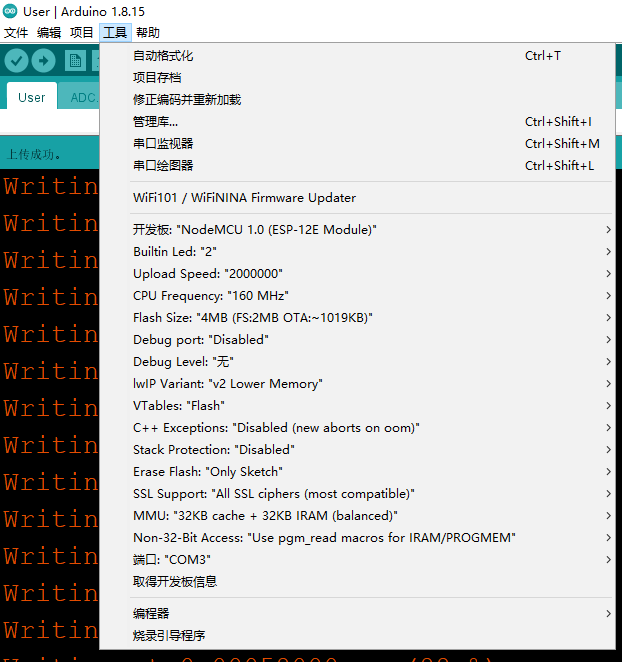 User | Arduino 1.8.15
文件 编辑 项目 工具 帮助
User ADC
上传成功。
自动格式化 Ctrl+T
项目存档
修正编码并重新加载
管理库... Ctrl+Shift+I
串口监视器 Ctrl+Shift+M
串口绘图器 Ctrl+Shift+L
WiFi101 / WiFiNINA Firmware Updater
开发板: "NodeMCU 1.0 (ESP-12E Module)"
Builtin Led: "2"
Upload Speed: "2000000"
CPU Frequency: "160 MHz"
Flash Size: "4MB (FS:2MB OTA:~1019KB)"
Debug port: "Disabled"
Debug Level: "无"
lwIP Variant: "v2 Lower Memory"
VTables: "Flash"
C++ Exceptions: "Disabled (new aborts on oom)"
Stack Protection: "Disabled"
Erase Flash: "Only Sketch"
SSL Support: "All SSL ciphers (most compatible)"
MMU: "32KB cache + 32KB IRAM (balanced)"
Non-32-Bit Access: "Use pgm_read macros for IRAM/PROGMEM"
端口: "COM3"
取得开发板信息
编程器
烧录引导程序
Writin
Writin
Writin
Writin
Writin
Writin
Writin
Writin
Writin
Writin
Writin
Writin
Writin